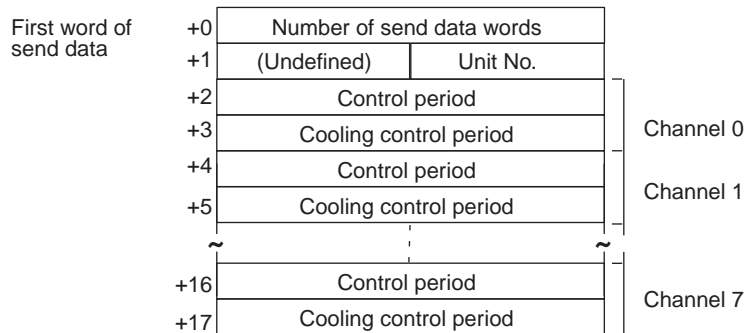 First word of send data
+0 Number of send data words
+1 (Undefined) Unit No.
+2 Control period
+3 Cooling control period
Channel 0
+4 Control period
+5 Cooling control period
Channel 1
~ ~
+16 Control period
+17 Cooling control period
Channel 7